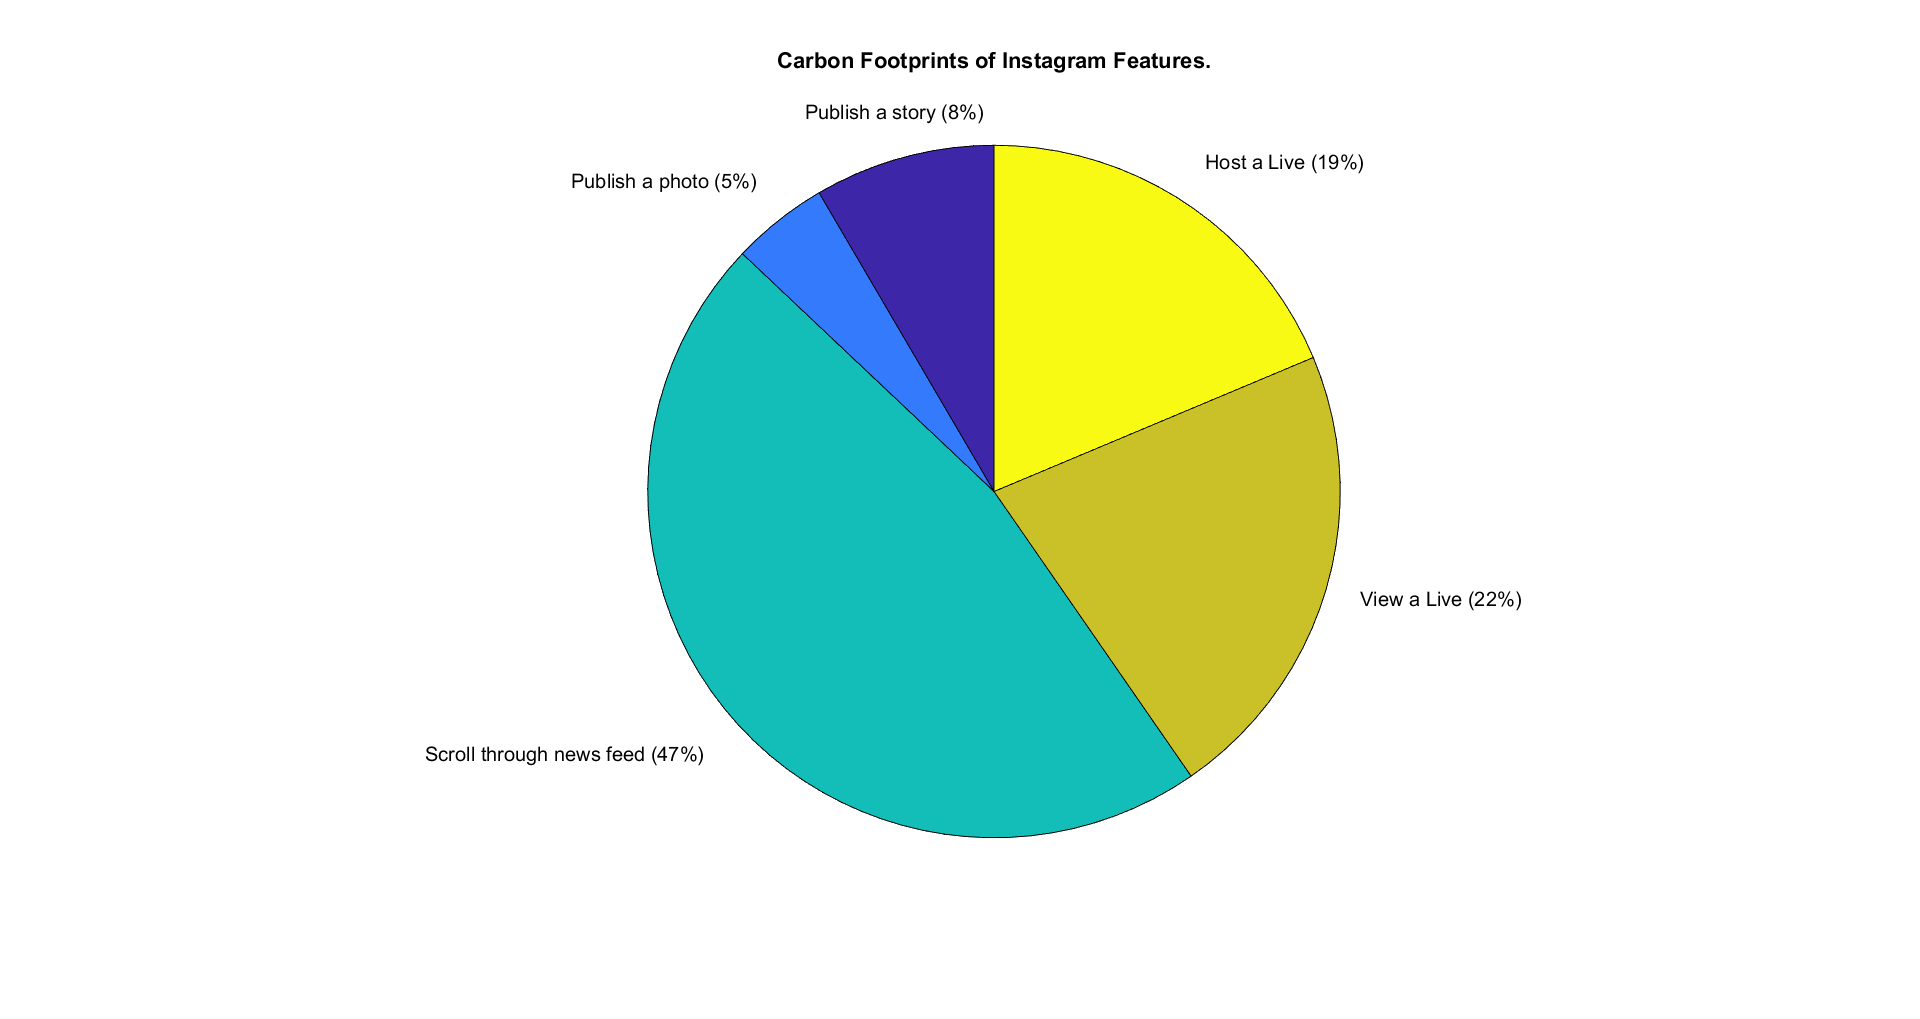 Carbon Footprints of Instagram Features.
Publish a story (8%)
Host a Live (19%)
Publish a photo (5%)
View a Live (22%)
Scroll through news feed (47%)